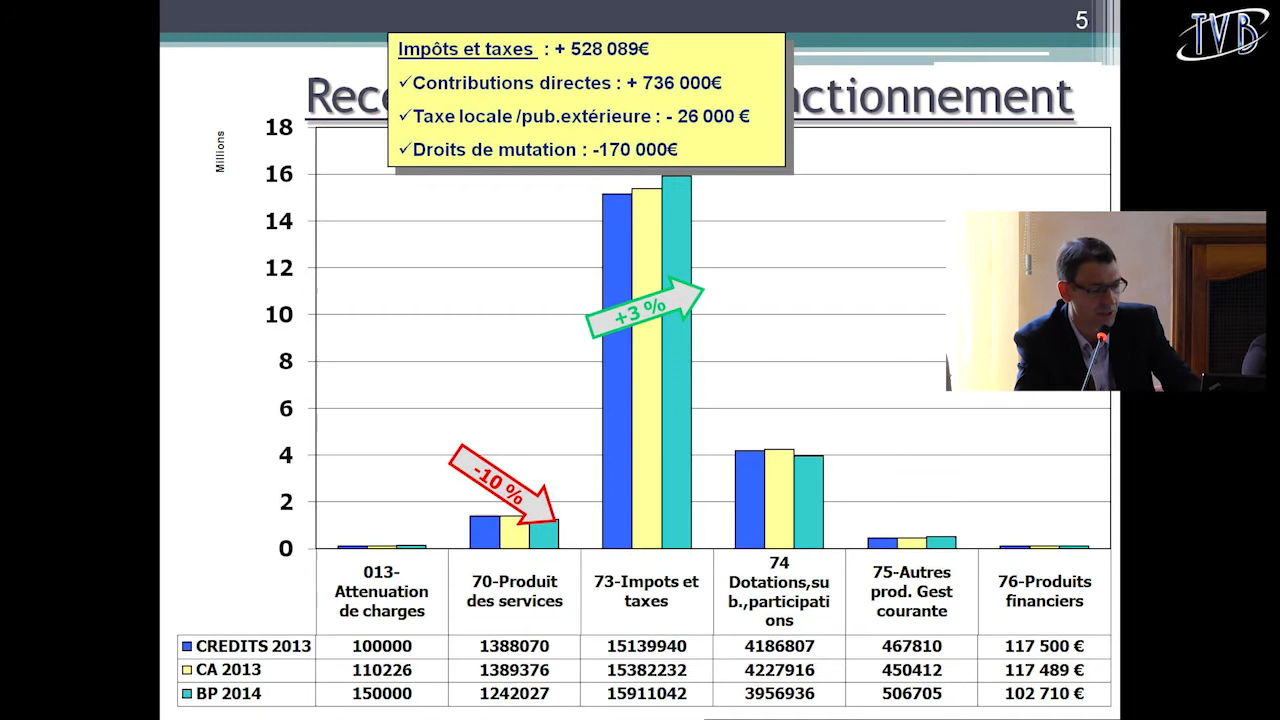 5
TVB
Impôts et taxes : + 528 089€
✓Contributions directes : + 736 000€
✓Taxe locale /pub.extérieure : - 26 000 €
✓Droits de mutation : -170 000€
Millions
18
16
14
12
10
8
6
4
2
0
+3 %
-10 %
013-
Attenuation
de charges
70-Produit
des services
73-Impots et
taxes
74
Dotations,su
b.,participati
ons
75-Autres
prod. Gest
courante
76-Produits
financiers
CREDITS 2013 100000 1388070 15139940 4186807 467810 117 500 €
CA 2013 110226 1389376 15382232 4227916 450412 117 489 €
BP 2014 150000 1242027 15911042 3956936 506705 102 710 €